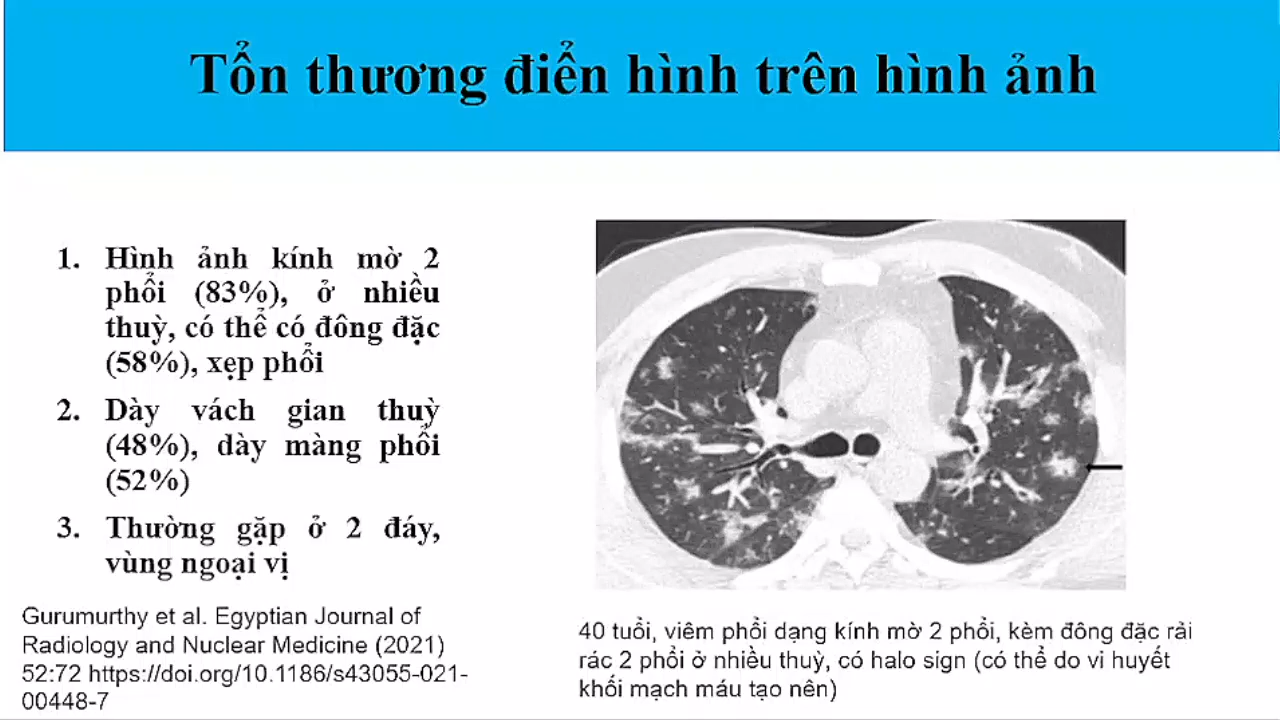 Tổn thương điển hình trên hình ảnh
1. Hình ảnh kính mờ 2
phổi (83%), ở nhiều
thuỳ, có thể có đông đặc
(58%), xẹp phổi
2. Dày vách gian thuỳ
(48%), dày màng phổi
(52%)
3. Thường gặp ở 2 đáy,
vùng ngoại vị
Gurumurthy et al. Egyptian Journal of
Radiology and Nuclear Medicine (2021)
52:72 https://doi.org/10.1186/s43055-021-
00448-7
40 tuổi, viêm phổi dạng kính mờ 2 phổi, kèm đông đặc rải
rác 2 phổi ở nhiều thuỳ, có halo sign (có thể do vi huyết
khối mạch máu tạo nên)